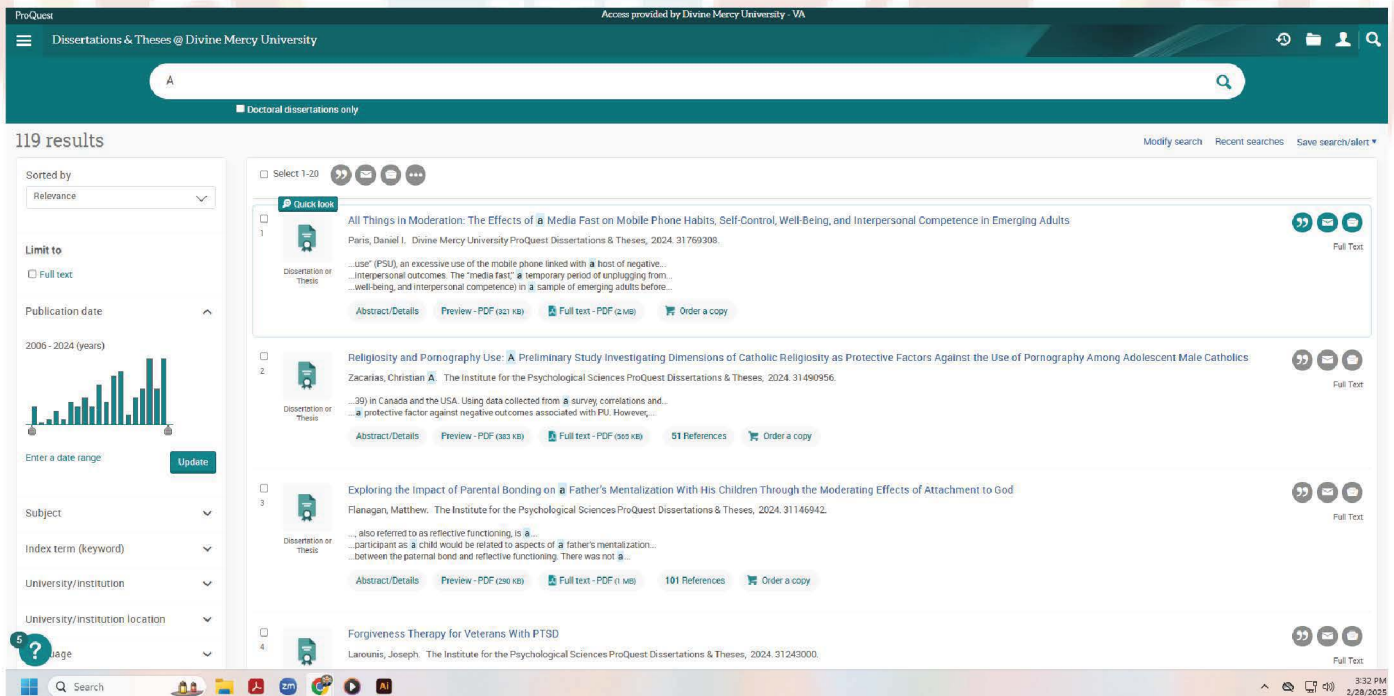 ProQuest
Access provided by Divine Mercy University - VA
Dissertations & Theses @ Divine Mercy University
A
Doctoral dissertations only
119 results
Modify search Recent searches Save search/alert
Sorted by
Relevance
Limit to
Full text
Publication date
2006 - 2024 (years)
Enter a date range
Update
Subject
Index term (keyword)
University/institution
University/institution location
5
?
uage
Select 1-20
Quick look
1
Dissertation or
Thesis
All Things in Moderation: The Effects of a Media Fast on Mobile Phone Habits, Self-Control, Well-Being, and Interpersonal Competence in Emerging Adults
Paris, Daniel I. Divine Mercy University ProQuest Dissertations & Theses, 2024. 31769308.
...use" (PSU), an excessive use of the mobile phone linked with a host of negative...
...interpersonal outcomes. The "media fast," a temporary period of unplugging from...
...well-being, and interpersonal competence) in a sample of emerging adults before...
Abstract/Details Preview - PDF (321 KB) Full text - PDF (2 MB) Order a copy
Full Text
2
Dissertation or
Thesis
Religiosity and Pornography Use: A Preliminary Study Investigating Dimensions of Catholic Religiosity as Protective Factors Against the Use of Pornography Among Adolescent Male Catholics
Zacarias, Christian A. The Institute for the Psychological Sciences ProQuest Dissertations & Theses, 2024. 31490956.
...39) in Canada and the USA. Using data collected from a survey, correlations and...
...a protective factor against negative outcomes associated with PU. However,...
Abstract/Details Preview - PDF (383 KB) Full text - PDF (565 KB) 51 References Order a copy
Full Text
3
Dissertation or
Thesis
Exploring the Impact of Parental Bonding on a Father's Mentalization With His Children Through the Moderating Effects of Attachment to God
Flanagan, Matthew. The Institute for the Psychological Sciences ProQuest Dissertations & Theses, 2024. 31146942.
..., also referred to as reflective functioning, is a...
...participant as a child would be related to aspects of a father's mentalization...
...between the paternal bond and reflective functioning. There was not a...
Abstract/Details Preview - PDF (290 KB) Full text - PDF (1 MB) 101 References Order a copy
Full Text
4
Forgiveness Therapy for Veterans With PTSD
Larounis, Joseph. The Institute for the Psychological Sciences ProQuest Dissertations & Theses, 2024. 31243000.
Full Text
Search
zm
Ai
3:32 PM
2/28/2025